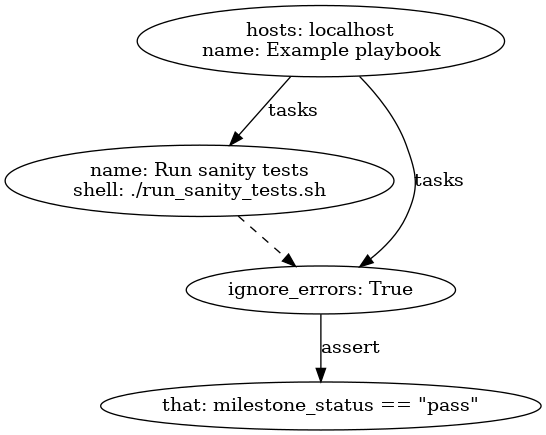 hosts: localhost
name: Example playbook
tasks
name: Run sanity tests
shell: ./run_sanity_tests.sh
tasks
ignore_errors: True
assert
that: milestone_status == "pass"